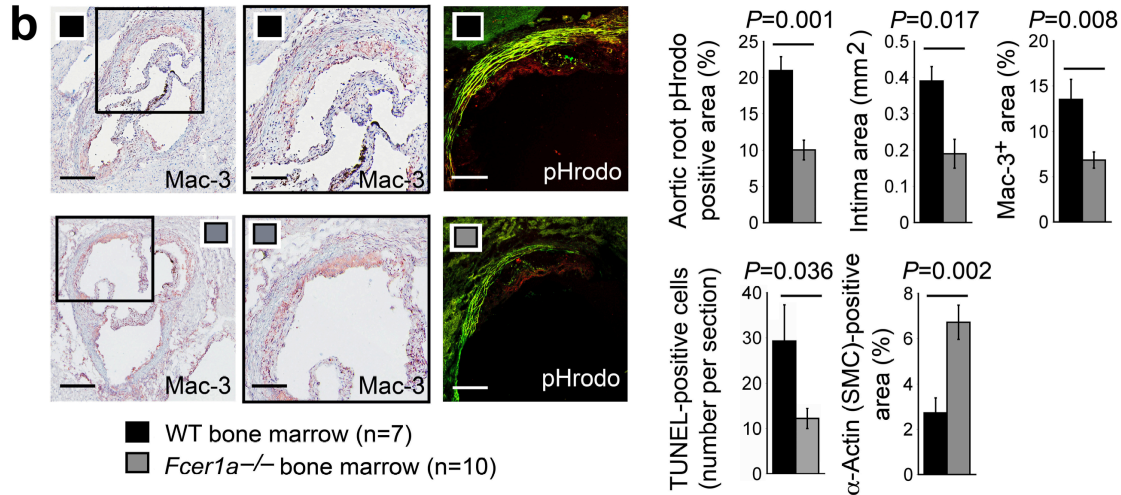 b
Mac-3
Mac-3
pHrodo
Mac-3
Mac-3
pHrodo
WT bone marrow (n=7)
Fcer1a–/– bone marrow (n=10)
P=0.001
Aortic root pHrodo
positive area (%)
25
20
15
10
5
0
P=0.017
Intima area (mm2)
0.5
0.4
0.3
0.2
0.1
0
P=0.008
Mac-3+ area (%)
20
15
10
5
0
P=0.036
TUNEL-positive cells
(number per section)
40
30
20
10
0
P=0.002
α-Actin (SMC)-positive
area (%)
8
6
4
2
0